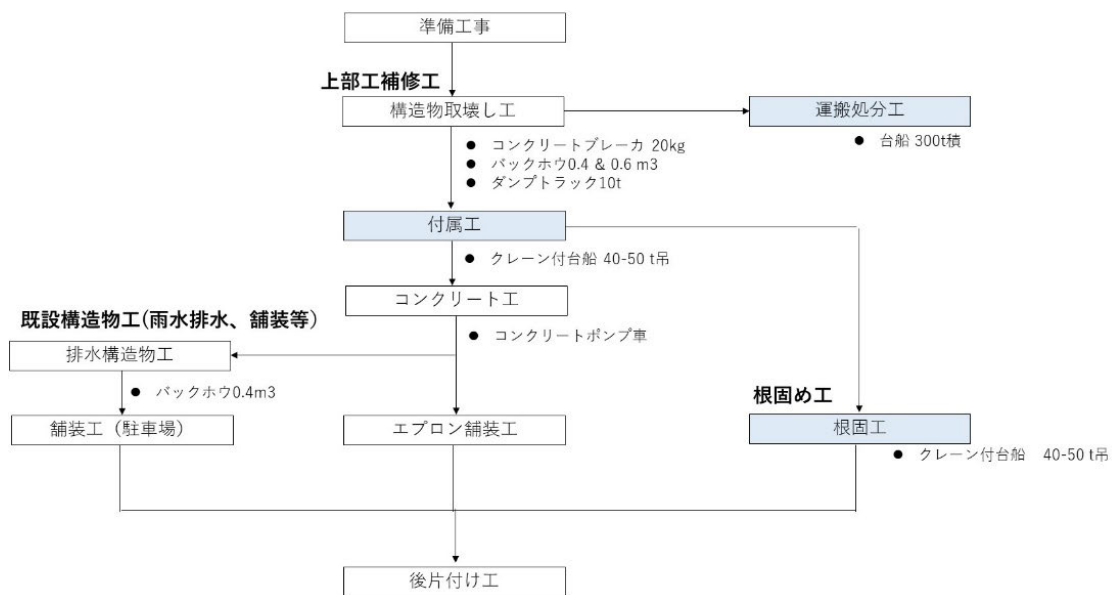 準備工事
上部工補修工
構造物取壊し工
運搬処分工
● コンクリートブレーカ 20kg
● バックホウ0.4 & 0.6 m3
● ダンプトラック10t
● 台船 300t積
付属工
● クレーン付台船 40-50 t吊
コンクリート工
既設構造物工(雨水排水、舗装等)
● コンクリートポンプ車
排水構造物工
● バックホウ0.4m3
根固め工
舗装工（駐車場）
エプロン舗装工
根固工
● クレーン付台船　40-50 t吊
後片付け工